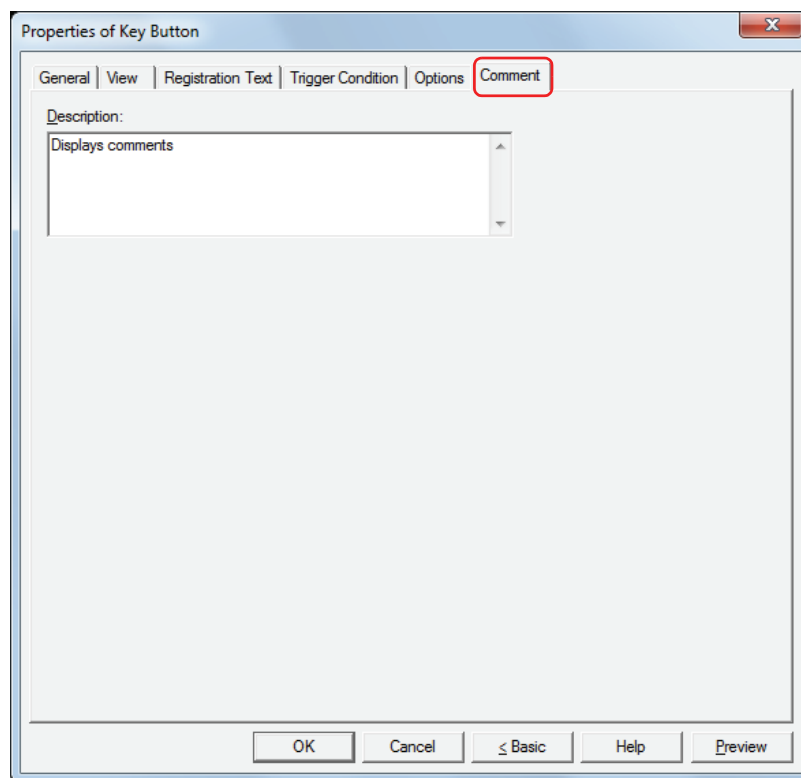 Properties of Key Button
General View Registration Text Trigger Condition Options Comment
Description:
Displays comments
OK Cancel < Basic Help Preview